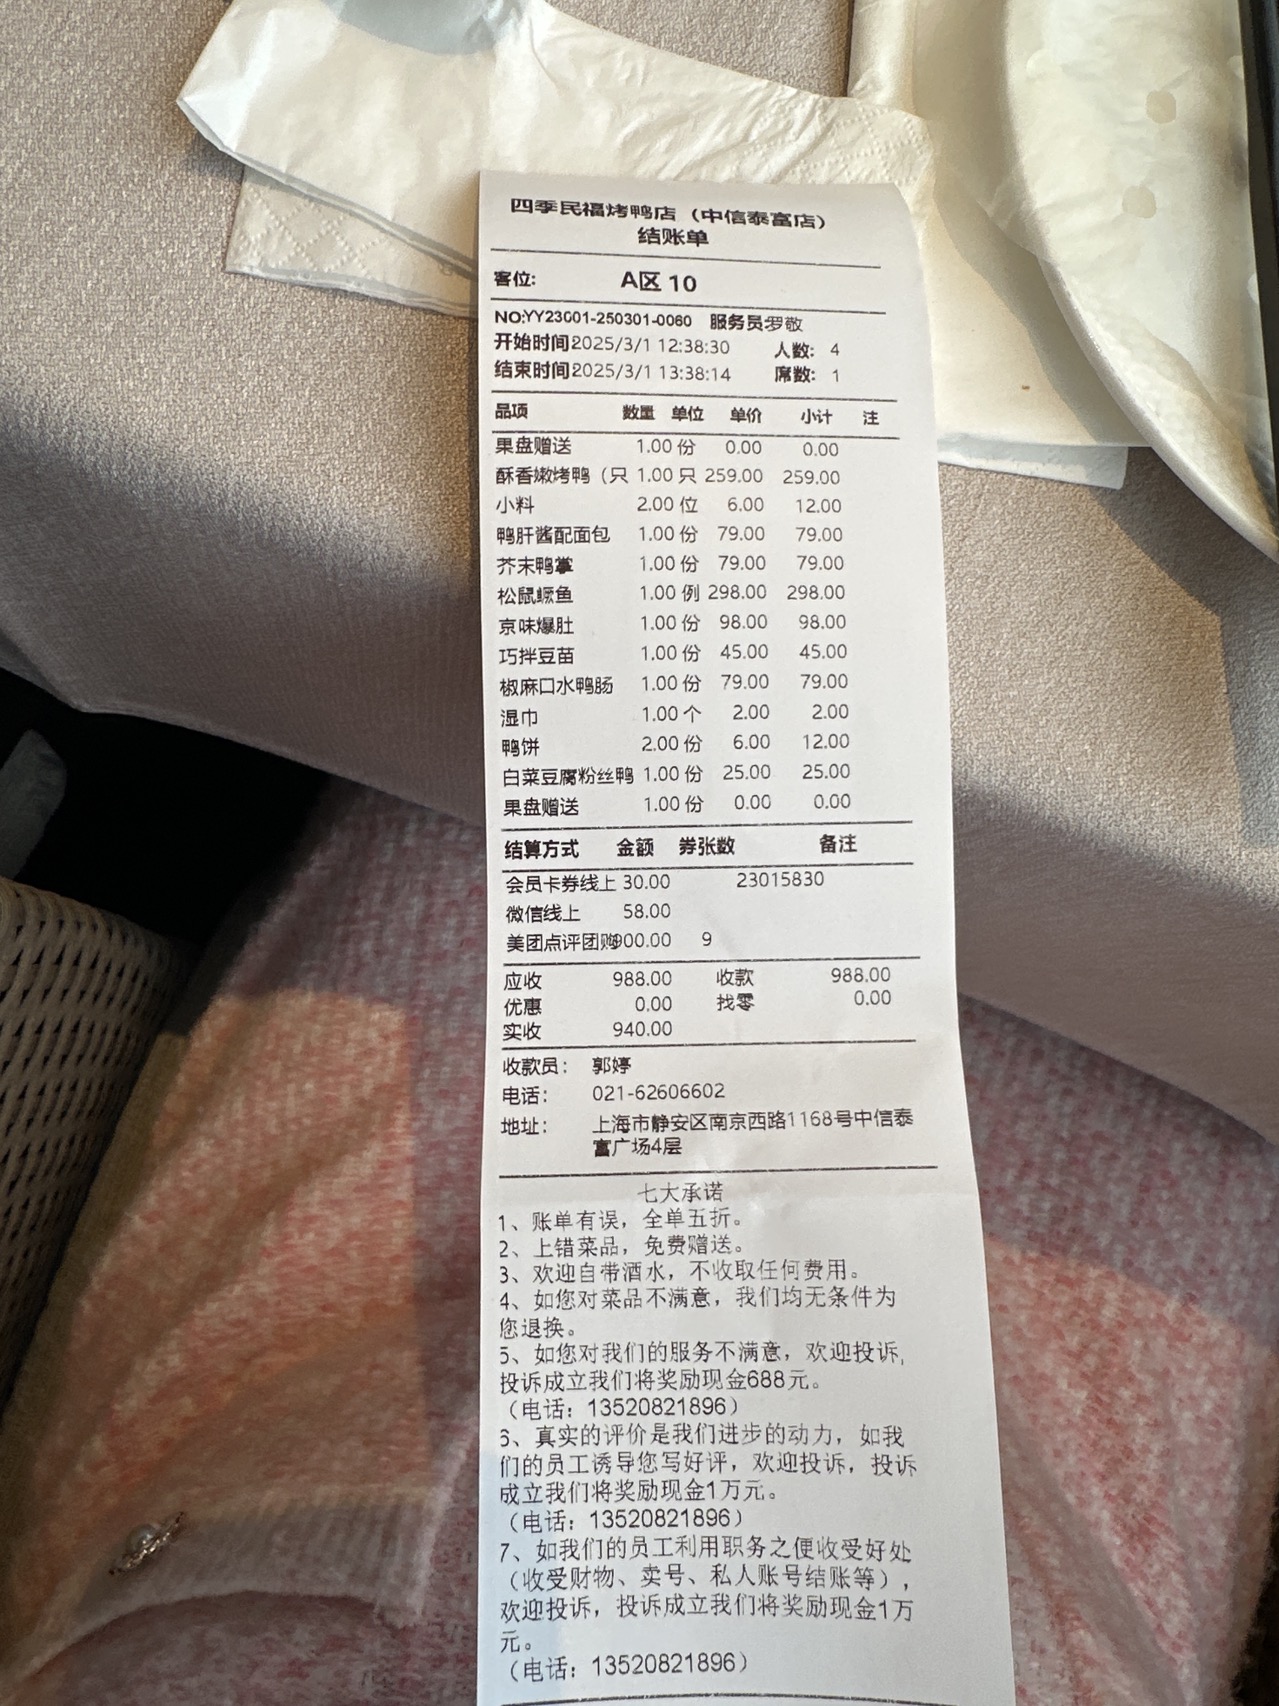 四季民福烤鸭店（中信泰富店）
结账单
客位: A区 10
NO:YY23001-250301-0060 服务员:罗敬
开始时间2025/3/1 12:38:30 人数: 4
结束时间2025/3/1 13:38:14 席数: 1
品项 数量 单位 单价 小计 注
果盘赠送 1.00 份 0.00 0.00
酥香嫩烤鸭（只 1.00 只 259.00 259.00
小料 2.00 位 6.00 12.00
鸭肝酱配面包 1.00 份 79.00 79.00
芥末鸭掌 1.00 份 79.00 79.00
松鼠鳜鱼 1.00 例 298.00 298.00
京味爆肚 1.00 份 98.00 98.00
巧拌豆苗 1.00 份 45.00 45.00
椒麻口水鸭肠 1.00 份 79.00 79.00
湿巾 1.00 个 2.00 2.00
鸭饼 2.00 份 6.00 12.00
白菜豆腐粉丝鸭 1.00 份 25.00 25.00
果盘赠送 1.00 份 0.00 0.00
结算方式 金额 券张数 备注
会员卡券线上 30.00 23015830
微信线上 58.00
美团点评团购900.00 9
应收 988.00 收款 988.00
优惠 0.00 找零 0.00
实收 940.00
收款员: 郭婷
电话: 021-62606602
地址: 上海市静安区南京西路1168号中信泰
富广场4层
七大承诺
1、账单有误，全单五折。
2、上错菜品，免费赠送。
3、欢迎自带酒水，不收取任何费用。
4、如您对菜品不满意，我们均无条件为
您退换。
5、如您对我们的服务不满意，欢迎投诉，
投诉成立我们将奖励现金688元。
（电话：13520821896）
6、真实的评价是我们进步的动力，如我
们的员工诱导您写好评，欢迎投诉，投诉
成立我们将奖励现金1万元。
（电话：13520821896）
7、如我们的员工利用职务之便收受好处
（收受财物、卖号、私人账号结账等），
欢迎投诉，投诉成立我们将奖励现金1万
元。
（电话：13520821896）